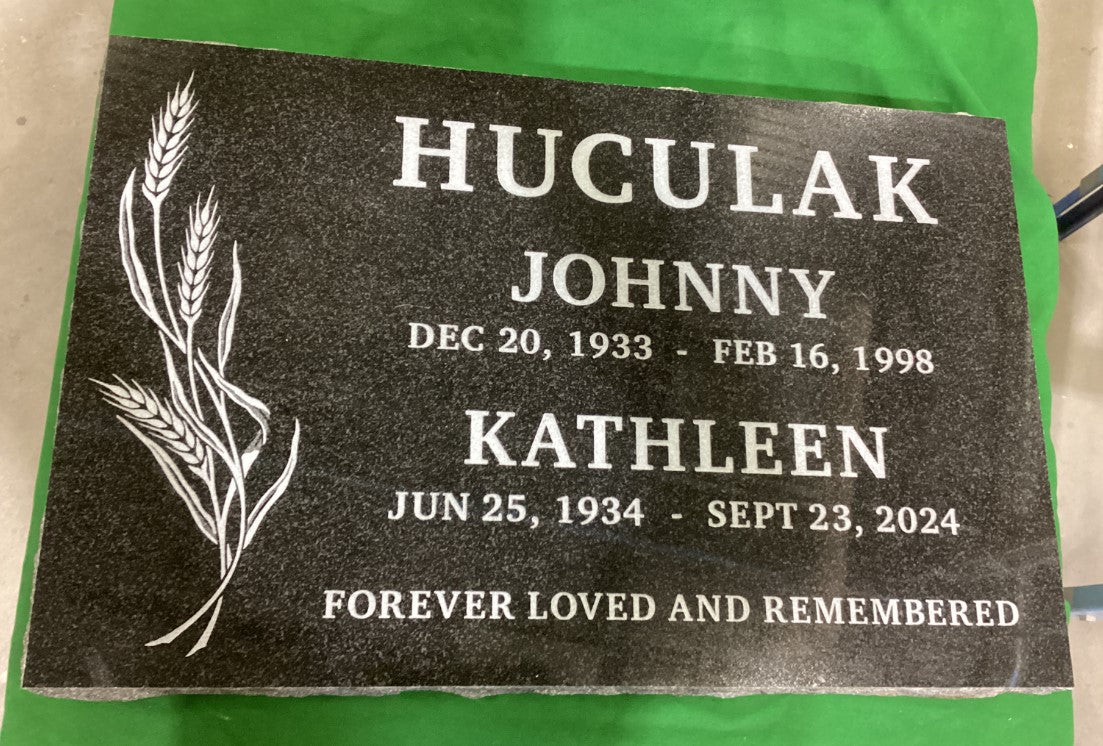 HUCULAK
JOHNNY
DEC 20, 1933 - FEB 16, 1998
KATHLEEN
JUN 25, 1934 - SEPT 23, 2024
FOREVER LOVED AND REMEMBERED